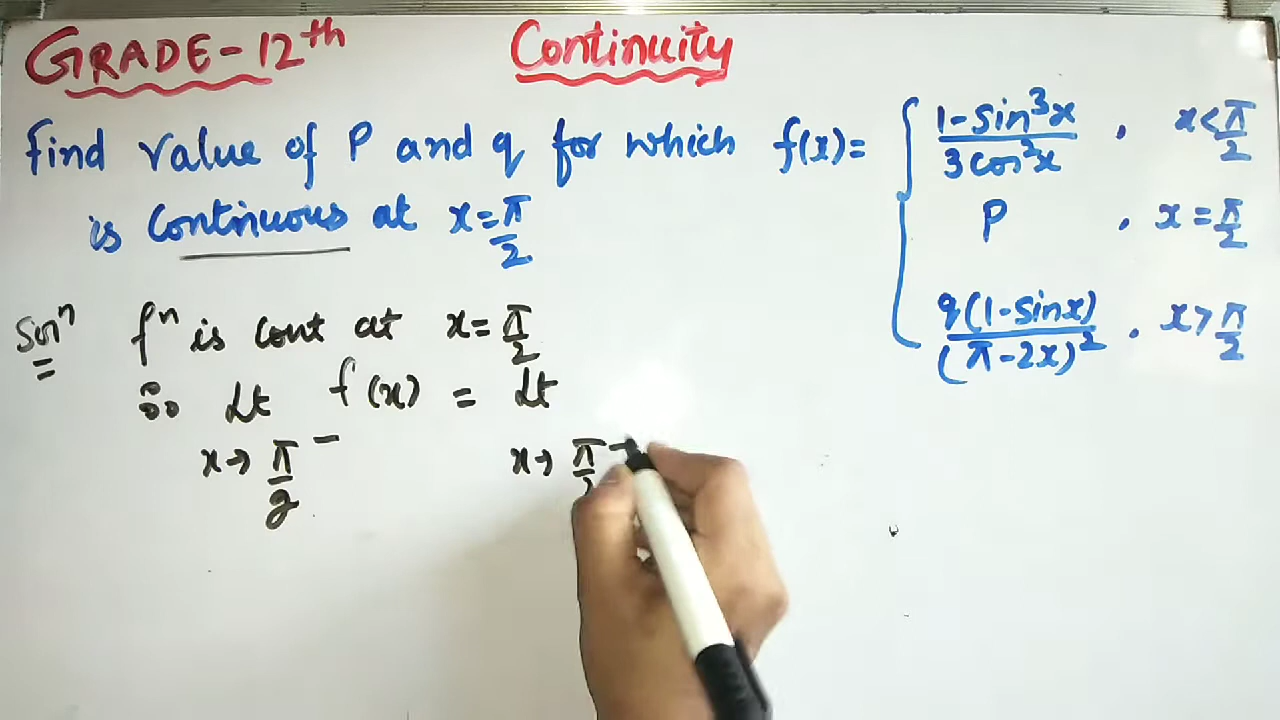 GRADE-12th Continuity
Find value of P and q for which f(x)=
is continuous at x=π/2
1-sin³x/3cos²x , x<π/2
P , x=π/2
q(1-sinx)/(π-2x)² , x>π/2
Solⁿ fⁿ is cont at x=π/2
∴ Lt f(x) = Lt
x→π/2⁻ x→π/2